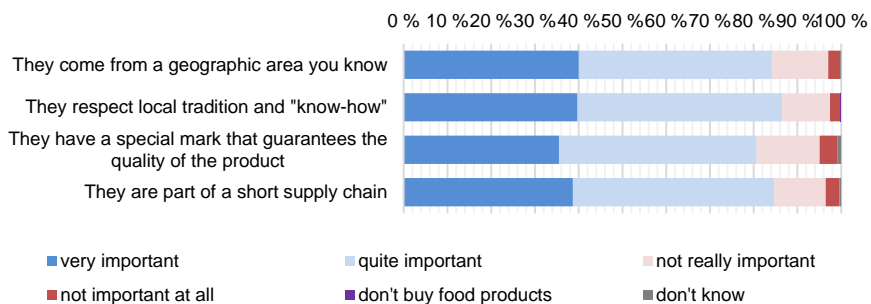 0 % 10 %20 %30 %40 %50 %60 %70 %80 %90 %100 %
They come from a geographic area you know
They respect local tradition and "know-how"
They have a special mark that guarantees the
quality of the product
They are part of a short supply chain
very important quite important not really important
not important at all don't buy food products don't know